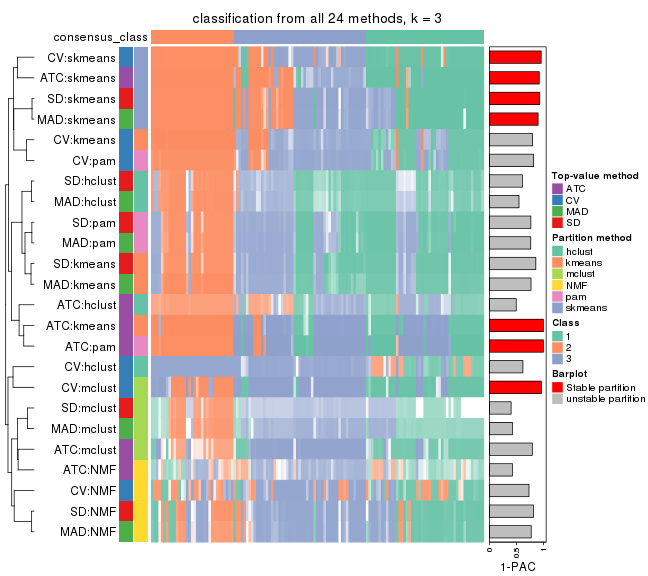 classification from all 24 methods, k = 3
consensus_class
CV:skmeans
ATC:skmeans
SD:skmeans
MAD:skmeans
CV:kmeans
CV:pam
SD:hclust
MAD:hclust
SD:pam
MAD:pam
SD:kmeans
MAD:kmeans
ATC:hclust
ATC:kmeans
ATC:pam
CV:hclust
CV:mclust
SD:mclust
MAD:mclust
ATC:mclust
ATC:NMF
CV:NMF
SD:NMF
MAD:NMF
0
0.5
1
1-PAC
Top-value method
ATC
CV
MAD
SD
Partition method
hclust
kmeans
mclust
NMF
pam
skmeans
Class
1
2
3
Barplot
Stable partition
unstable partition